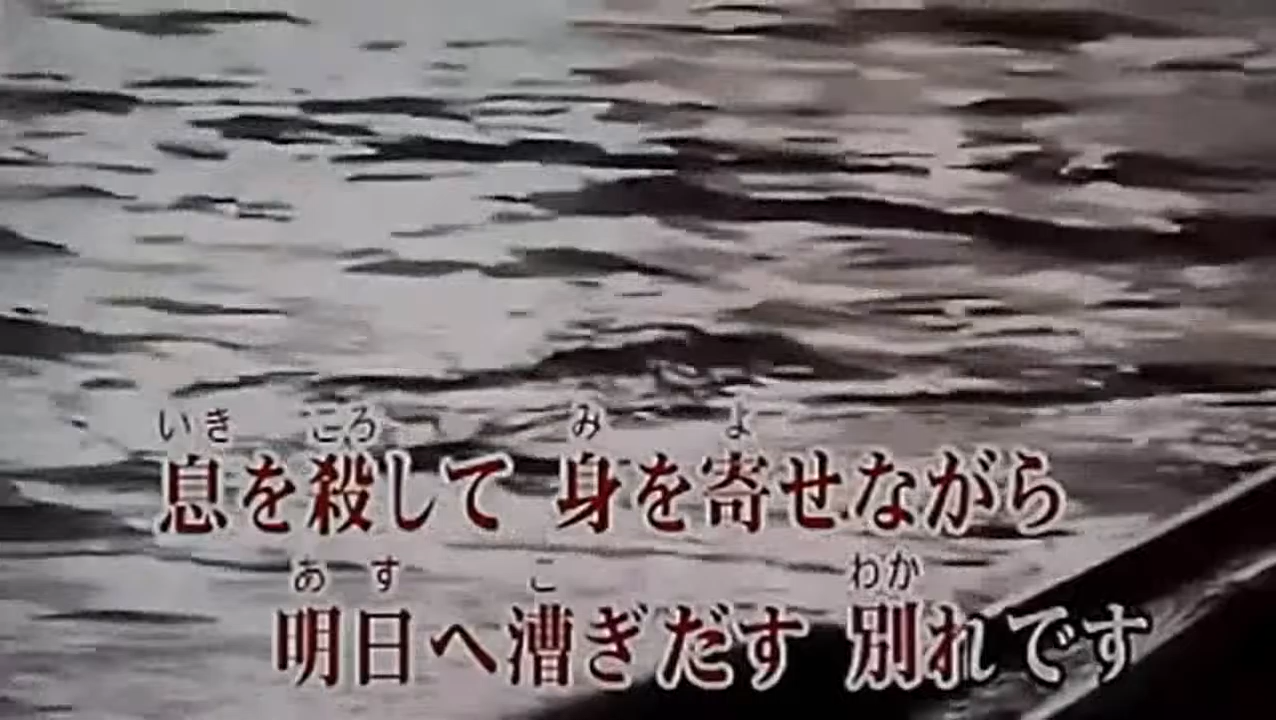 いき ころ み よ
息を殺して 身を寄せながら
あす こ わか
明日へ漕ぎだす 別れです